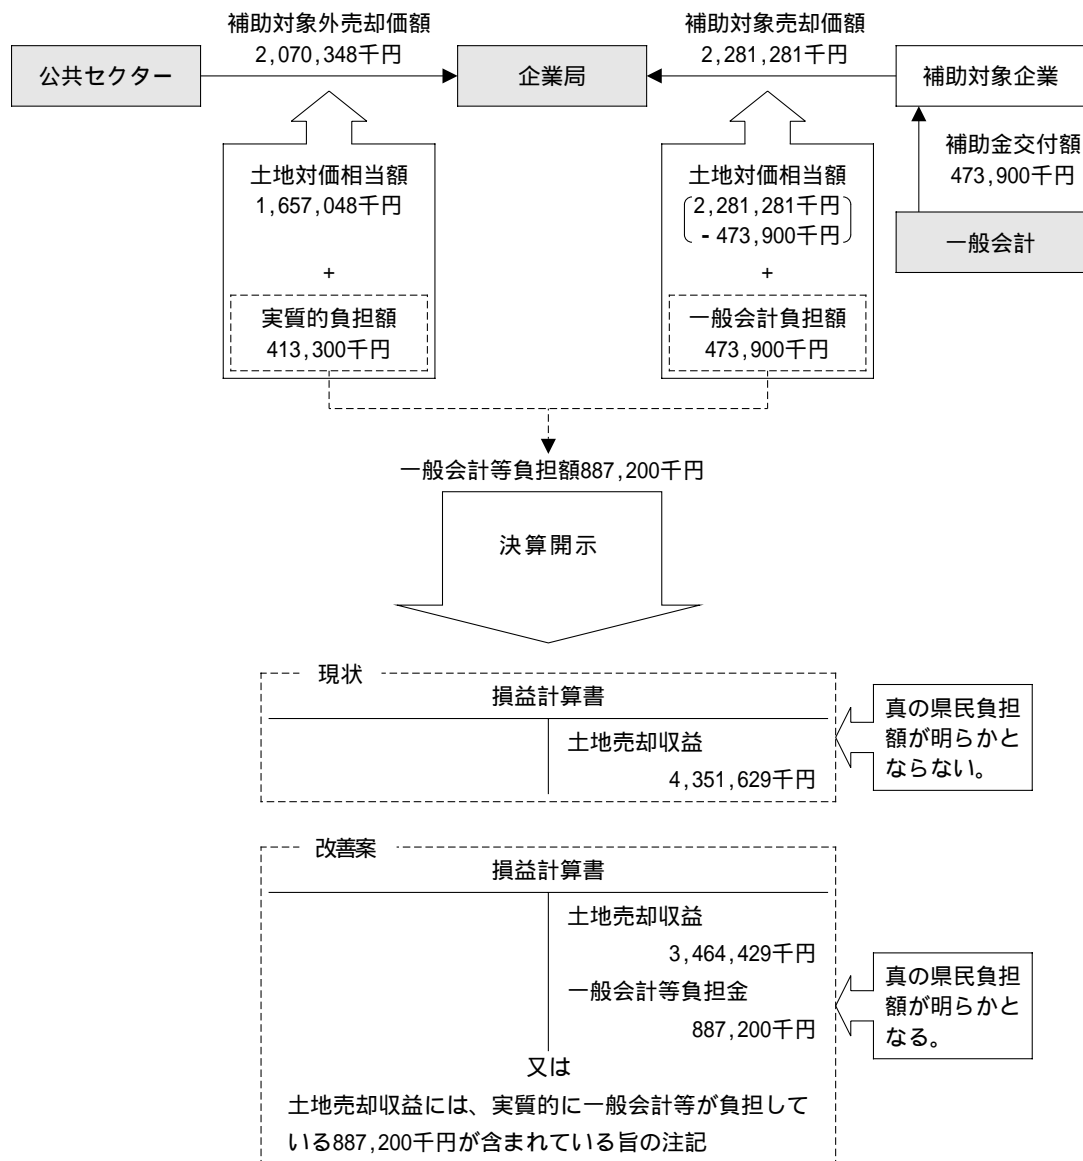 補助対象外売却価額
2,070,348千円
補助対象売却価額
2,281,281千円
公共セクター
企業局
補助対象企業
補助金交付額
473,900千円
一般会計
土地対価相当額
1,657,048千円
+
実質的負担額
413,300千円
土地対価相当額
2,281,281千円
- 473,900千円
+
一般会計負担額
473,900千円
一般会計等負担額887,200千円
決算開示
現状
損益計算書
土地売却収益
4,351,629千円
真の県民負担
額が明らかと
ならない。
改善案
損益計算書
土地売却収益
3,464,429千円
一般会計等負担金
887,200千円
真の県民負担
額が明らかと
なる。
又は
土地売却収益には、実質的に一般会計等が負担して
いる887,200千円が含まれている旨の注記